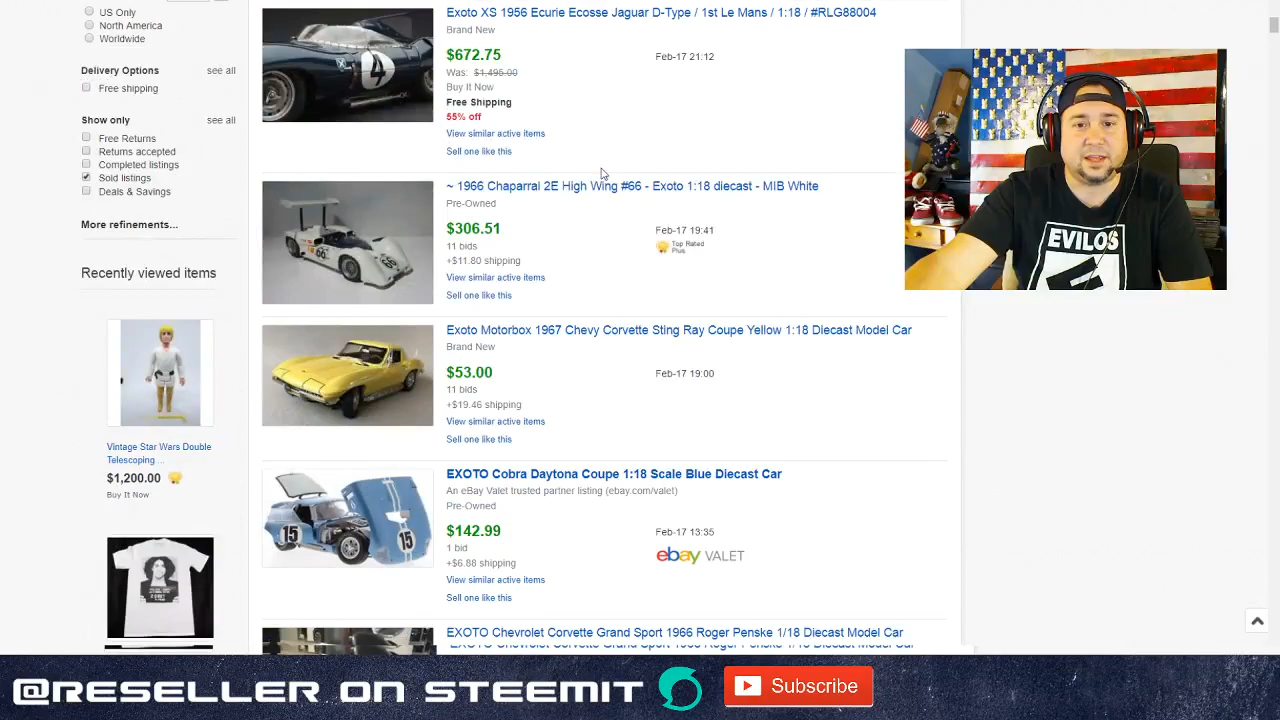 US Only
North America
Worldwide
Delivery Options see all
Free shipping
Show only see all
Free Returns
Returns accepted
Completed listings
Sold listings
Deals & Savings
More refinements...
Recently viewed items
Vintage Star Wars Double
Telescoping ...
$1,200.00
Buy It Now
Exoto XS 1956 Ecurie Ecosse Jaguar D-Type / 1st Le Mans / 1:18 / #RLG88004
Brand New
$672.75 Feb-17 21:12
Was: $1,495.00
Buy It Now
Free Shipping
55% off
View similar active items
Sell one like this
4
~ 1966 Chaparral 2E High Wing #66 - Exoto 1:18 diecast - MIB White
Pre-Owned
$306.51 Feb-17 19:41
11 bids Top Rated
Plus
+$11.80 shipping
View similar active items
Sell one like this
66
Exoto Motorbox 1967 Chevy Corvette Sting Ray Coupe Yellow 1:18 Diecast Model Car
Brand New
$53.00 Feb-17 19:00
11 bids
+$19.46 shipping
View similar active items
Sell one like this
EXOTO Cobra Daytona Coupe 1:18 Scale Blue Diecast Car
An eBay Valet trusted partner listing (ebay.com/valet)
Pre-Owned
$142.99 Feb-17 13:35
1 bid ebay VALET
+$6.88 shipping
View similar active items
Sell one like this
15
15
EXOTO Chevrolet Corvette Grand Sport 1966 Roger Penske 1/18 Diecast Model Car
EVILOS
@RESELLER ON STEEMIT
Subscribe